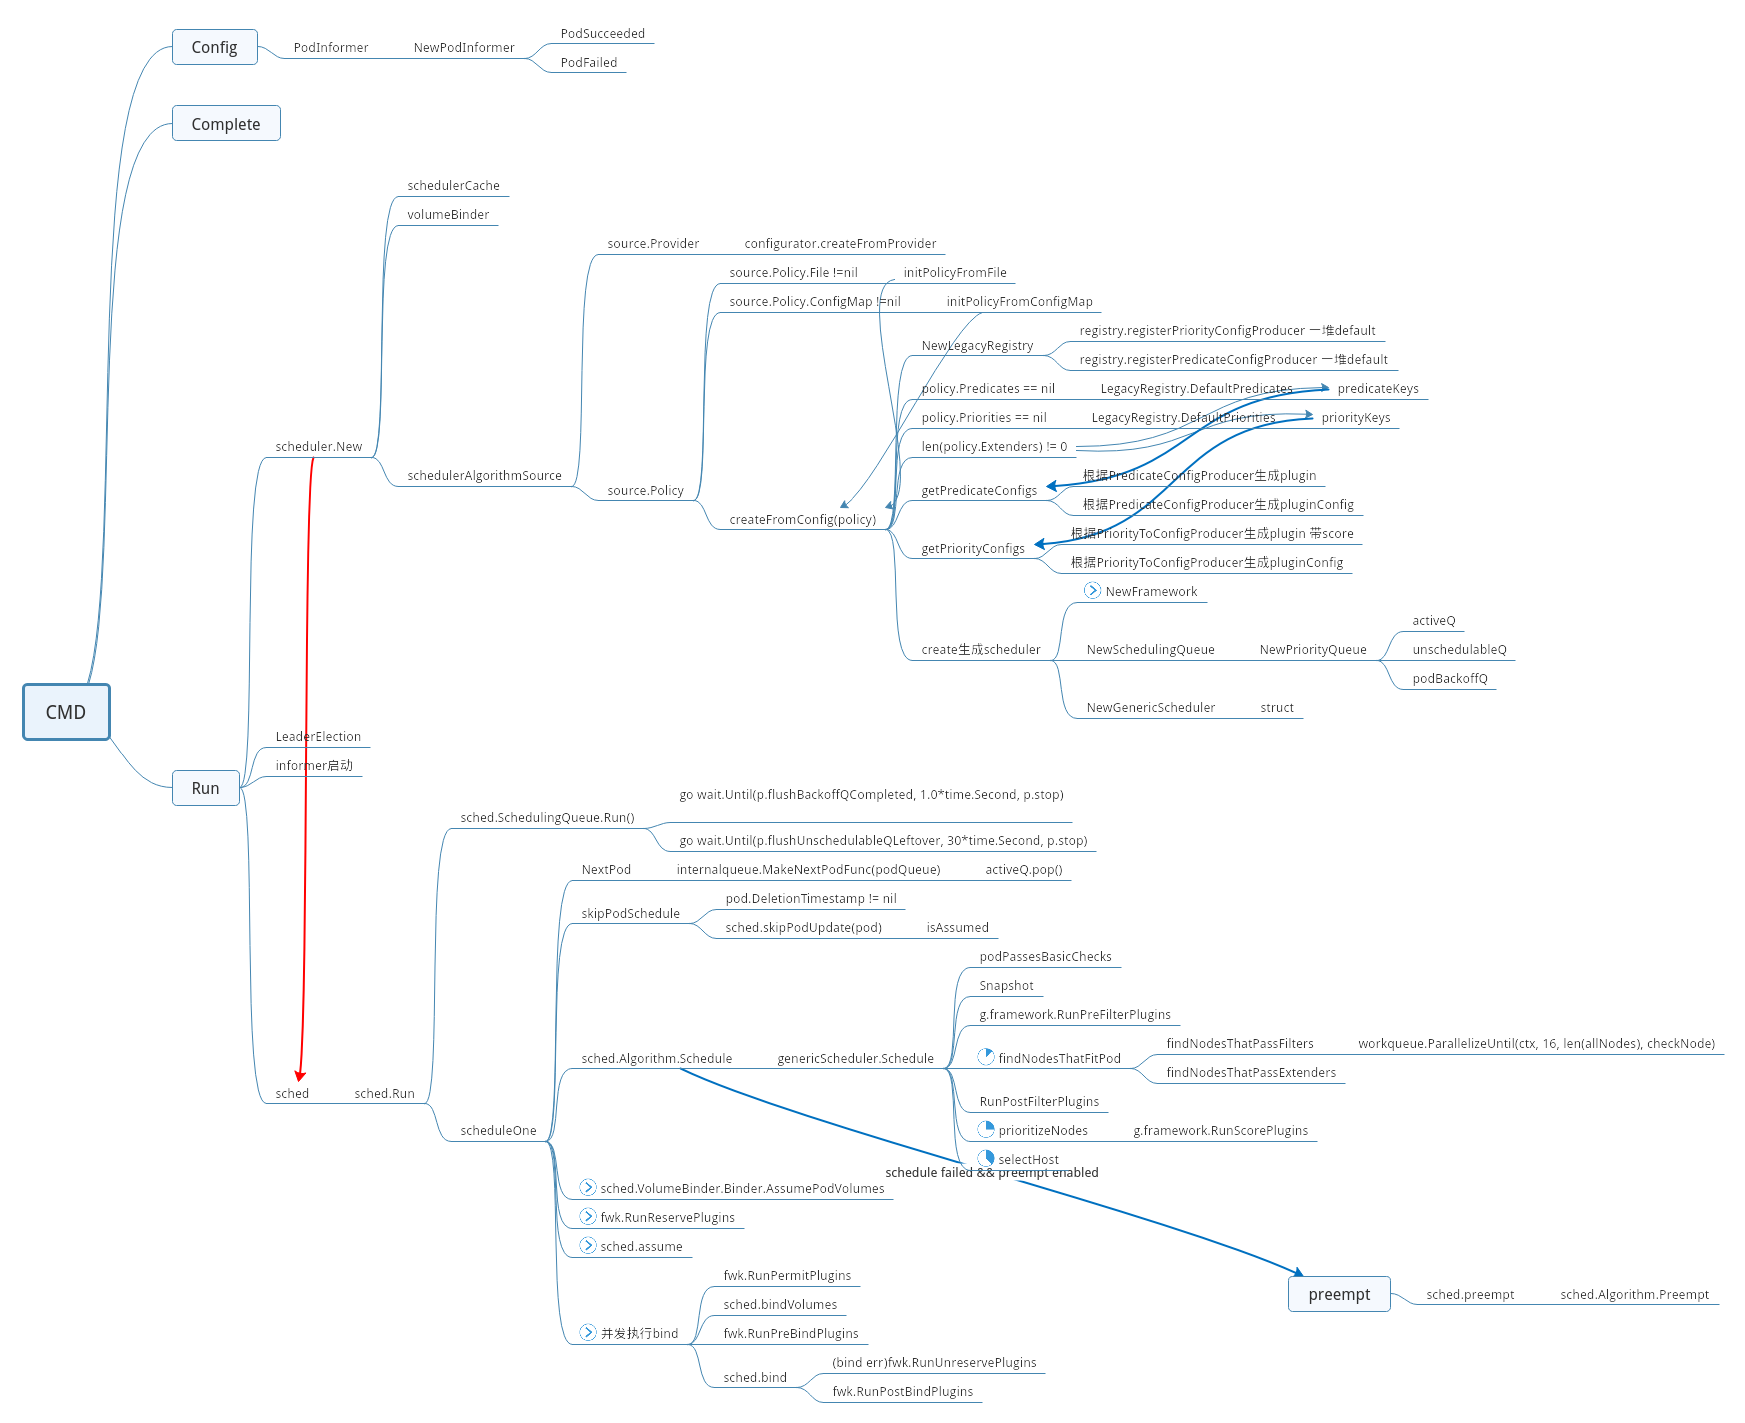 PodSucceeded
Config
PodInformer
NewPodInformer
PodFailed
Complete
schedulerCache
volumeBinder
source.Provider
configurator.createFromProvider
source.Policy.File !=nil
initPolicyFromFile
source.Policy.ConfigMap !=nil
initPolicyFromConfigMap
registry.registerPriorityConfigProducer 一堆default
NewLegacyRegistry
registry.registerPredicateConfigProducer 一堆default
policy.Predicates == nil
LegacyRegistry.DefaultPredicates
predicateKeys
policy.Priorities == nil
LegacyRegistry.DefaultPriorities
priorityKeys
scheduler.New
len(policy.Extenders) != 0
schedulerAlgorithmSource
根据PredicateConfigProducer生成plugin
source.Policy
getPredicateConfigs
根据PredicateConfigProducer生成pluginConfig
createFromConfig(policy)
根据PriorityToConfigProducer生成plugin 带score
getPriorityConfigs
根据PriorityToConfigProducer生成pluginConfig
NewFramework
activeQ
create生成scheduler
NewSchedulingQueue
NewPriorityQueue
unschedulableQ
podBackoffQ
NewGenericScheduler
struct
CMD
LeaderElection
informer启动
Run
go wait.Until(p.flushBackoffQCompleted, 1.0*time.Second, p.stop)
sched.SchedulingQueue.Run()
go wait.Until(p.flushUnschedulableQLeftover, 30*time.Second, p.stop)
NextPod
internalqueue.MakeNextPodFunc(podQueue)
activeQ.pop()
pod.DeletionTimestamp != nil
skipPodSchedule
sched.skipPodUpdate(pod)
isAssumed
podPassesBasicChecks
Snapshot
g.framework.RunPreFilterPlugins
findNodesThatPassFilters
workqueue.ParallelizeUntil(ctx, 16, len(allNodes), checkNode)
sched.Algorithm.Schedule
genericScheduler.Schedule
findNodesThatFitPod
findNodesThatPassExtenders
sched
sched.Run
RunPostFilterPlugins
scheduleOne
prioritizeNodes
g.framework.RunScorePlugins
selectHost
schedule failed && preempt enabled
sched.VolumeBinder.Binder.AssumePodVolumes
fwk.RunReservePlugins
sched.assume
fwk.RunPermitPlugins
preempt
sched.preempt
sched.Algorithm.Preempt
sched.bindVolumes
并发执行bind
fwk.RunPreBindPlugins
(bind err)fwk.RunUnreservePlugins
sched.bind
fwk.RunPostBindPlugins